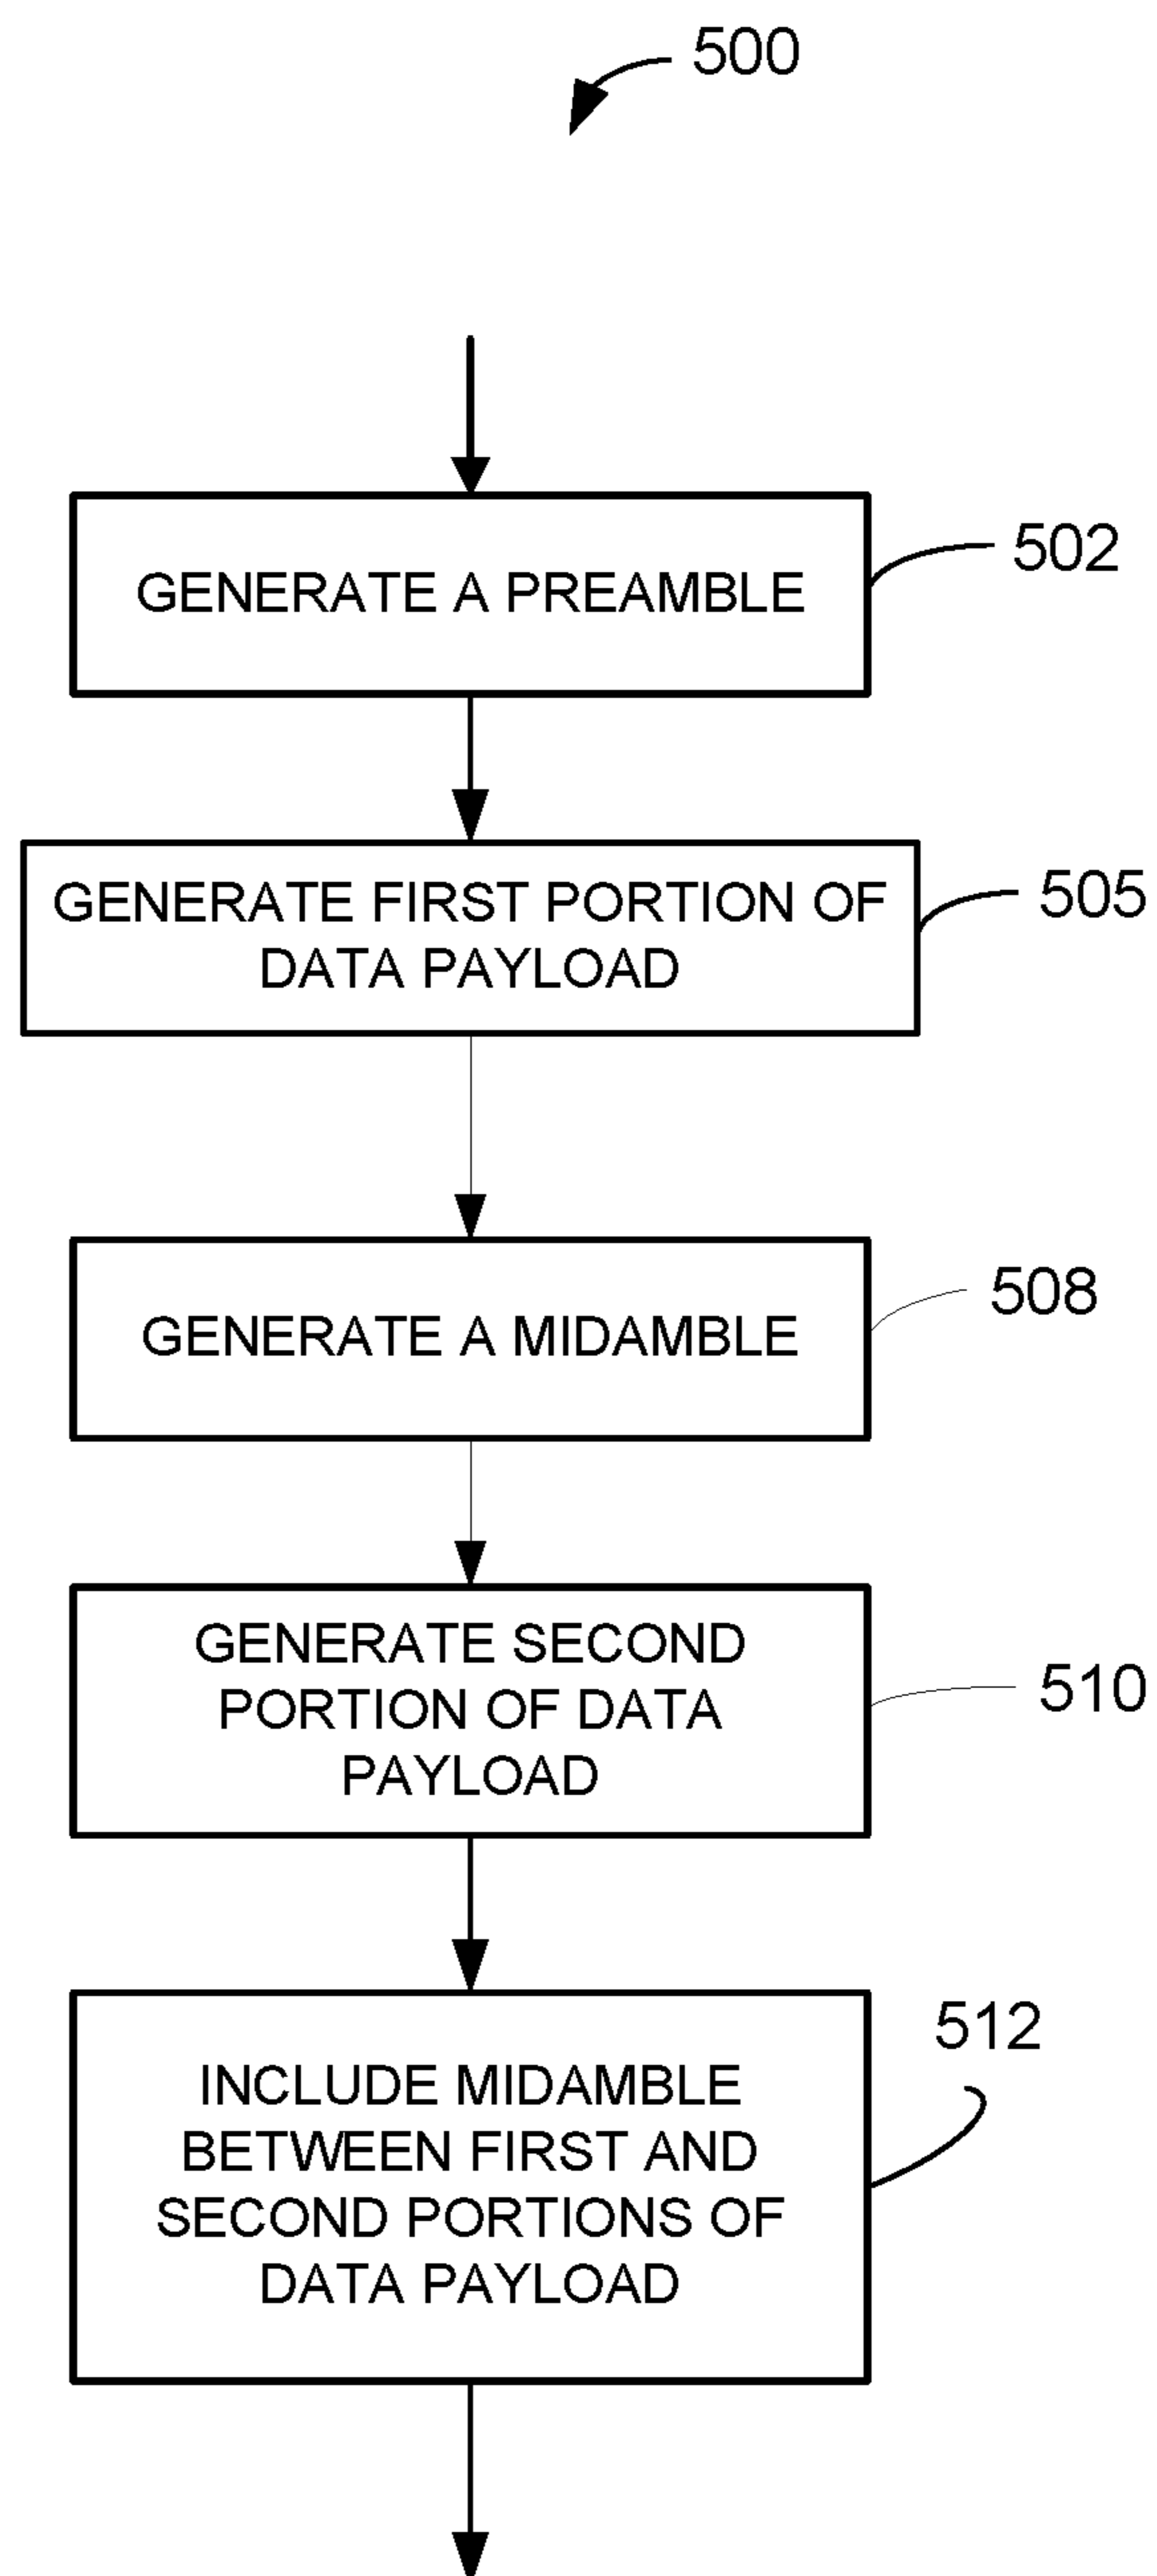 500
GENERATE A PREAMBLE
502
GENERATE FIRST PORTION OF
DATA PAYLOAD
505
GENERATE A MIDAMBLE
508
GENERATE SECOND
PORTION OF DATA
PAYLOAD
510
INCLUDE MIDAMBLE
BETWEEN FIRST AND
SECOND PORTIONS OF
DATA PAYLOAD
512